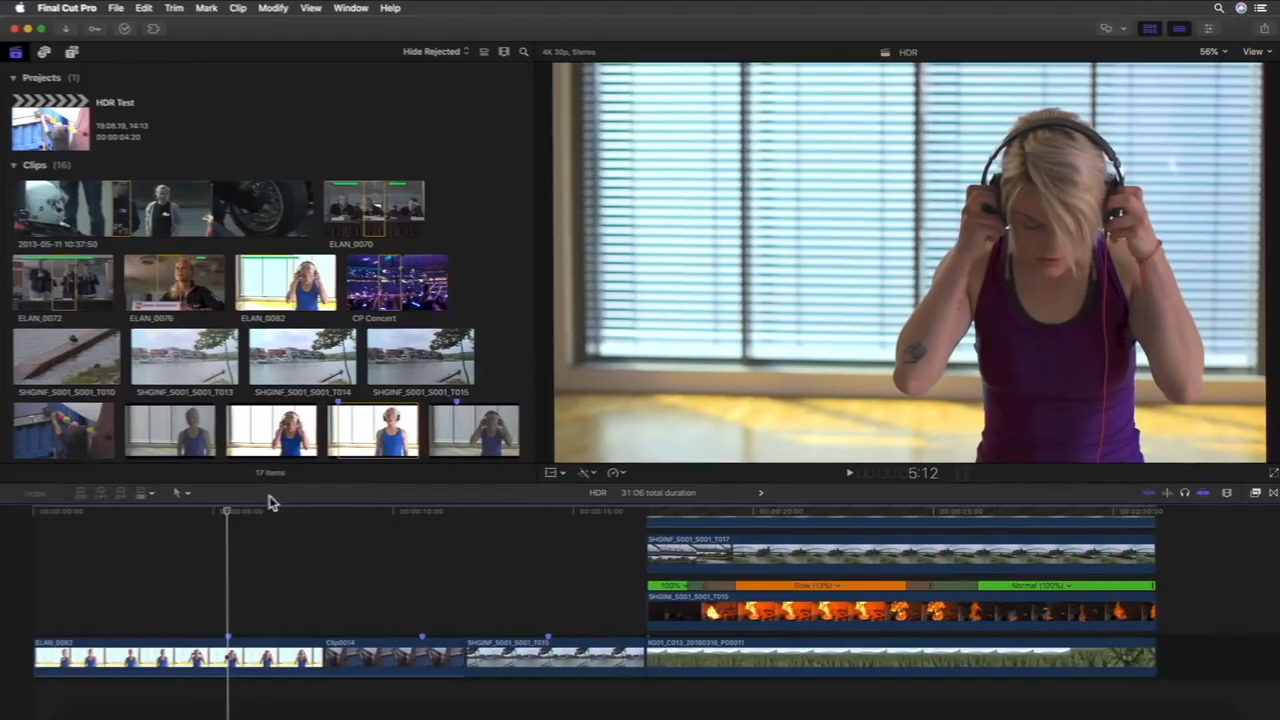 Final Cut Pro File Edit Trim Mark Clip Modify View Window Help
Hide Rejected
4K 30p, Stereo
HDR
56%
View
Projects (1)
HDR Test
19.08.19, 14:13
00:00:04:20
Clips (16)
2013-05-11 10:37:50
ELAN_0070
ELAN_0072
ELAN_0076
ELAN_0082
CP Concert
SHGINF_S001_S001_T010
SHGINF_S001_S001_T013
SHGINF_S001_S001_T014
SHGINF_S001_S001_T015
17 items
5:12
Index
HDR
31:06 total duration
00:00:00:00
00:00:05:00
00:00:10:00
00:00:15:00
00:00:20:00
00:00:25:00
00:00:30:00
SHGINF_S001_S001_T017
100%
Slow (13%)
Normal (100%)
SHGINF_S001_S001_T015
ELAN_0082
Clip0014
SHGINF_S001_S001_T015